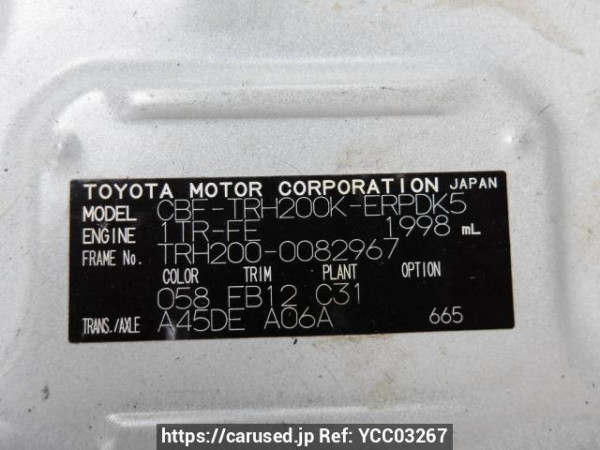 TOYOTA MOTOR CORPORATION JAPAN
MODEL CBF-TRH200K-ERPDK5
ENGINE 1TR-FE 1998 mL
FRAME No. TRH200-0082967
COLOR TRIM PLANT OPTION
058 FB12 C31
TRANS./AXLE A45DE A06A 665
https://carused.jp Ref: YCC03267